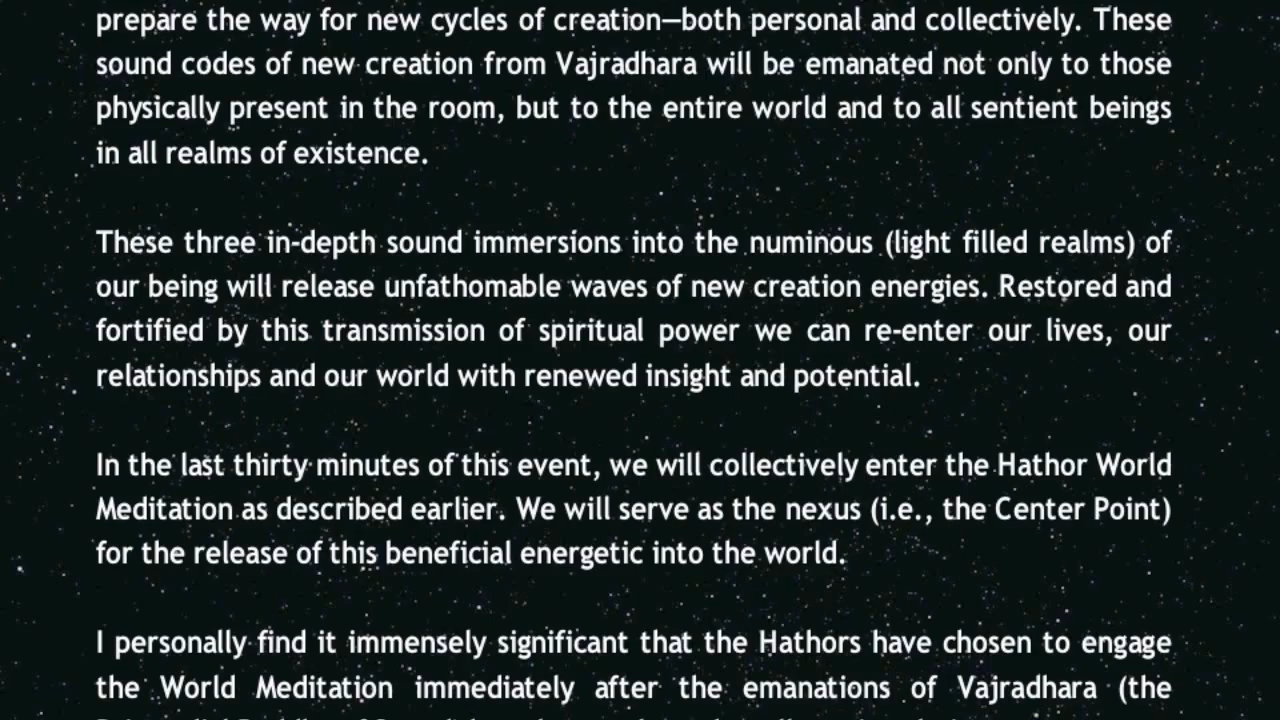 prepare the way for new cycles of creation—both personal and collectively. These
sound codes of new creation from Vajradhara will be emanated not only to those
physically present in the room, but to the entire world and to all sentient beings
in all realms of existence.
These three in-depth sound immersions into the numinous (light filled realms) of
our being will release unfathomable waves of new creation energies. Restored and
fortified by this transmission of spiritual power we can re-enter our lives, our
relationships and our world with renewed insight and potential.
In the last thirty minutes of this event, we will collectively enter the Hathor World
Meditation as described earlier. We will serve as the nexus (i.e., the Center Point)
for the release of this beneficial energetic into the world.
I personally find it immensely significant that the Hathors have chosen to engage
the World Meditation immediately after the emanations of Vajradhara (the